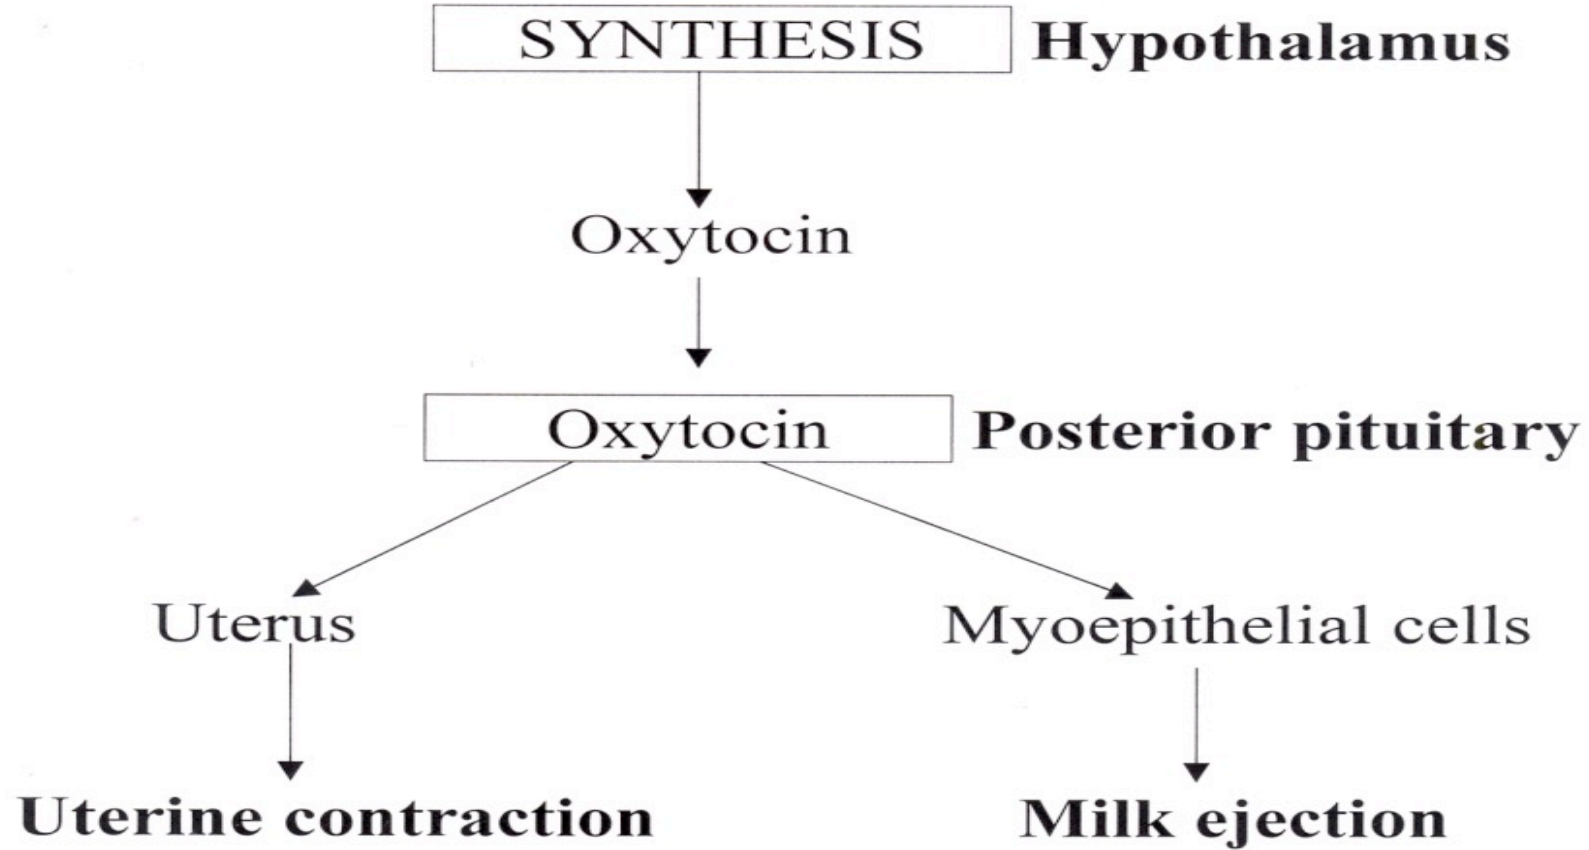 SYNTHESIS Hypothalamus
Oxytocin
Oxytocin Posterior pituitary
Uterus Myoepithelial cells
Uterine contraction Milk ejection